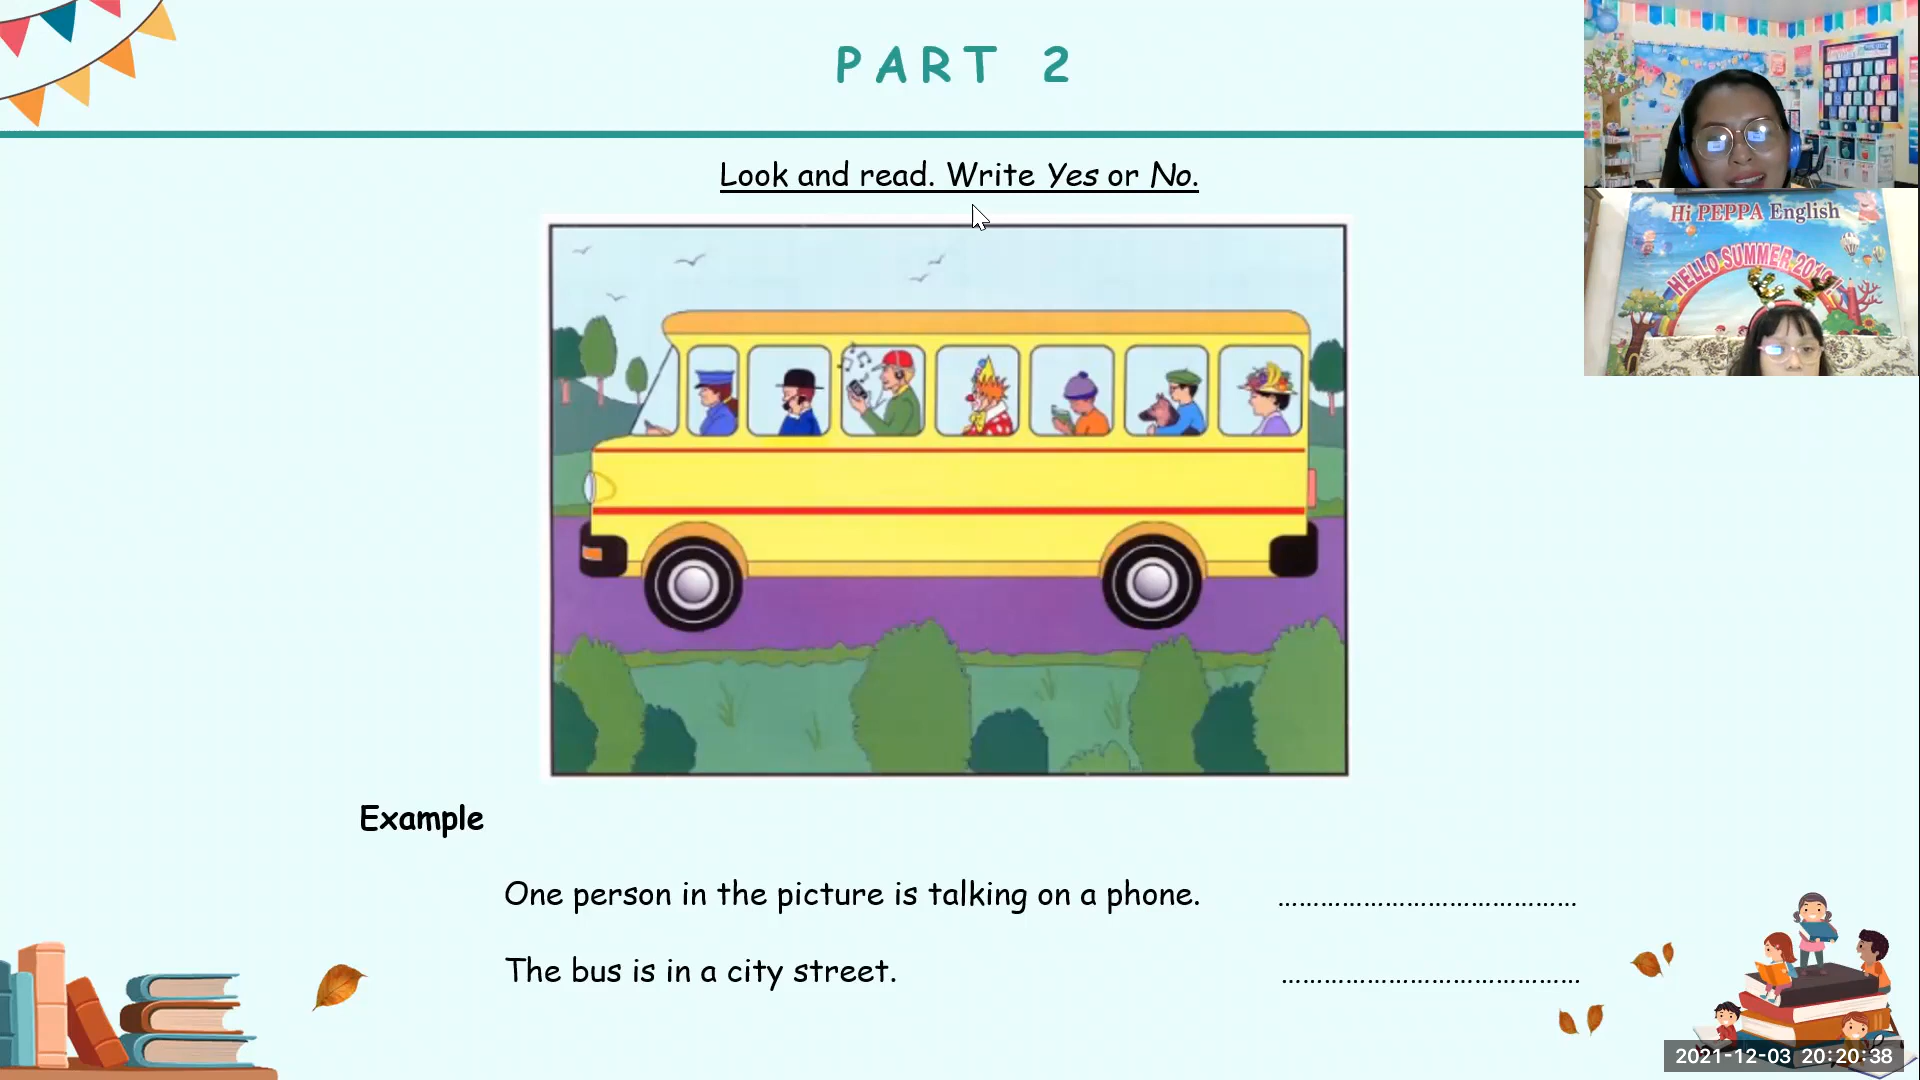 PART 2
Look and read. Write Yes or No.
Hi PEPPA English
HELLO SUMMER 2019
Example
One person in the picture is talking on a phone. ..........................................
The bus is in a city street. ..........................................
2021-12-03 20:20:38